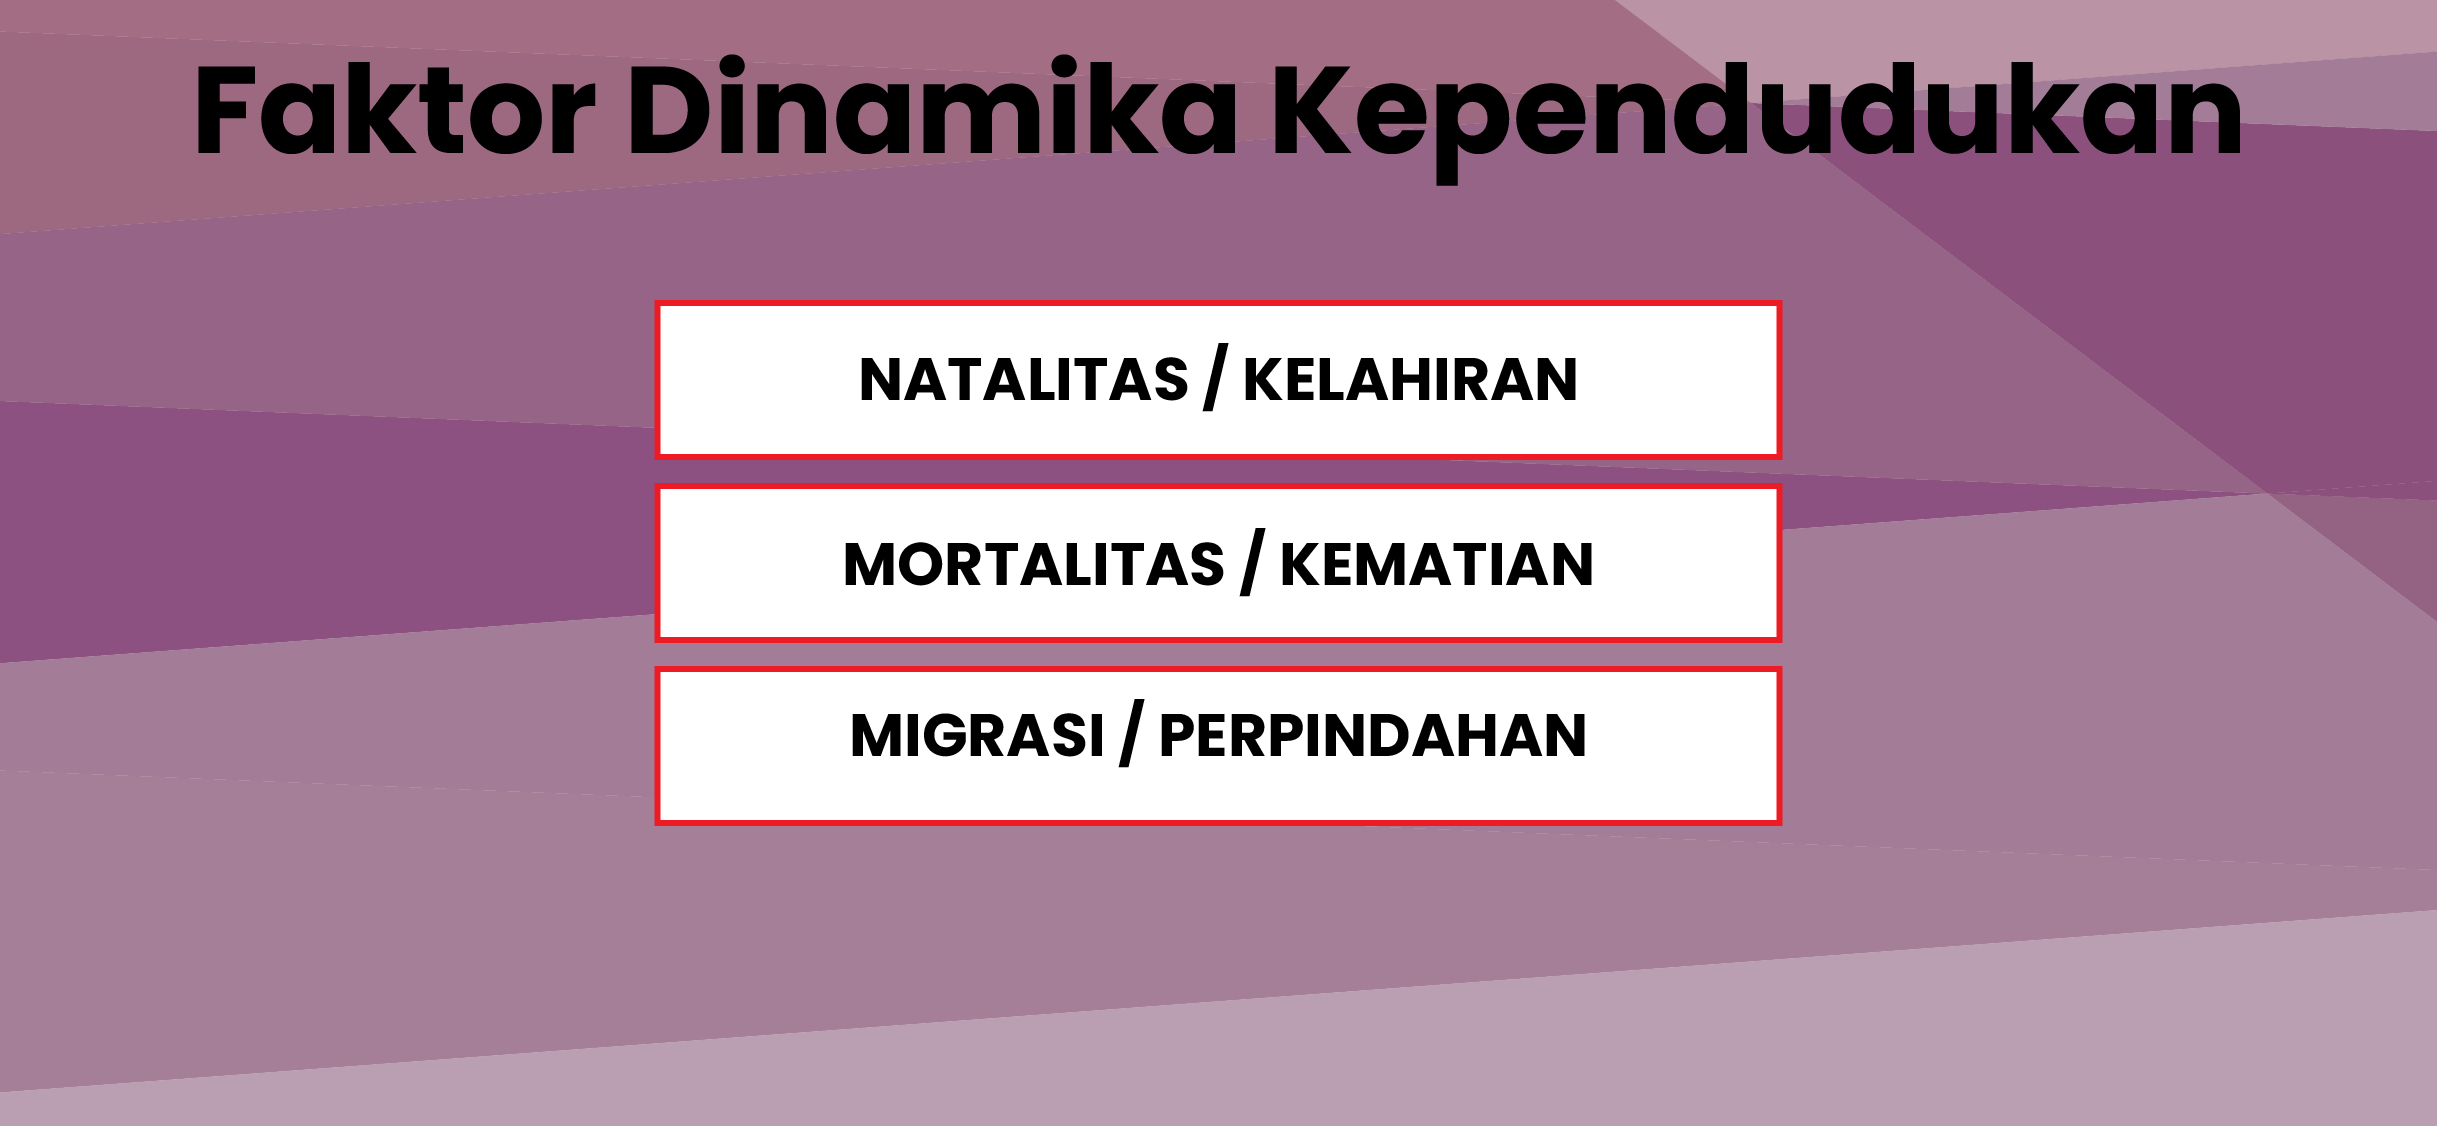 Faktor Dinamika Kependudukan
NATALITAS / KELAHIRAN
MORTALITAS / KEMATIAN
MIGRASI / PERPINDAHAN